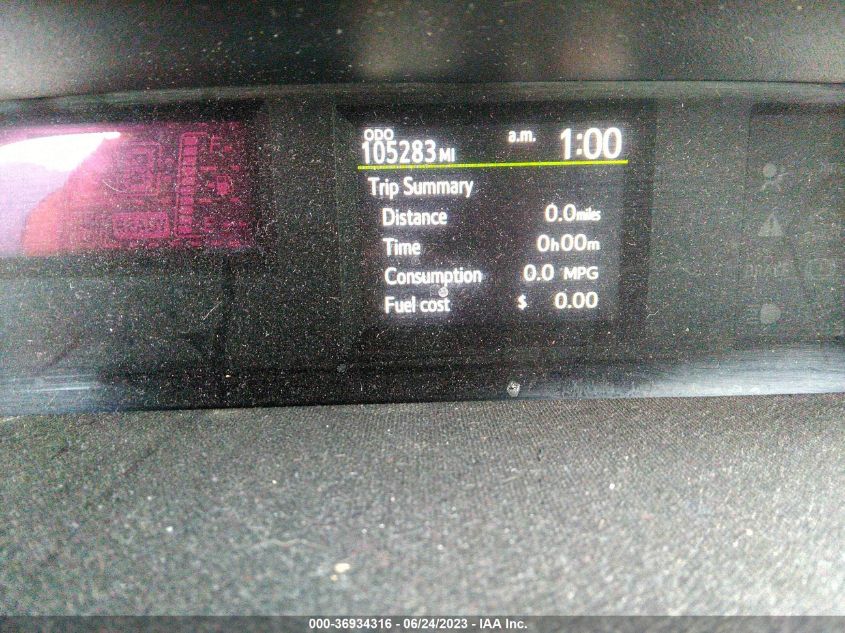 ODO
105283 MI
a.m. 1:00
Trip Summary
Distance 0.0 miles
Time 0h00m
Consumption 0.0 MPG
Fuel cost $ 0.00
000-36934316 - 06/24/2023 - IAA Inc.